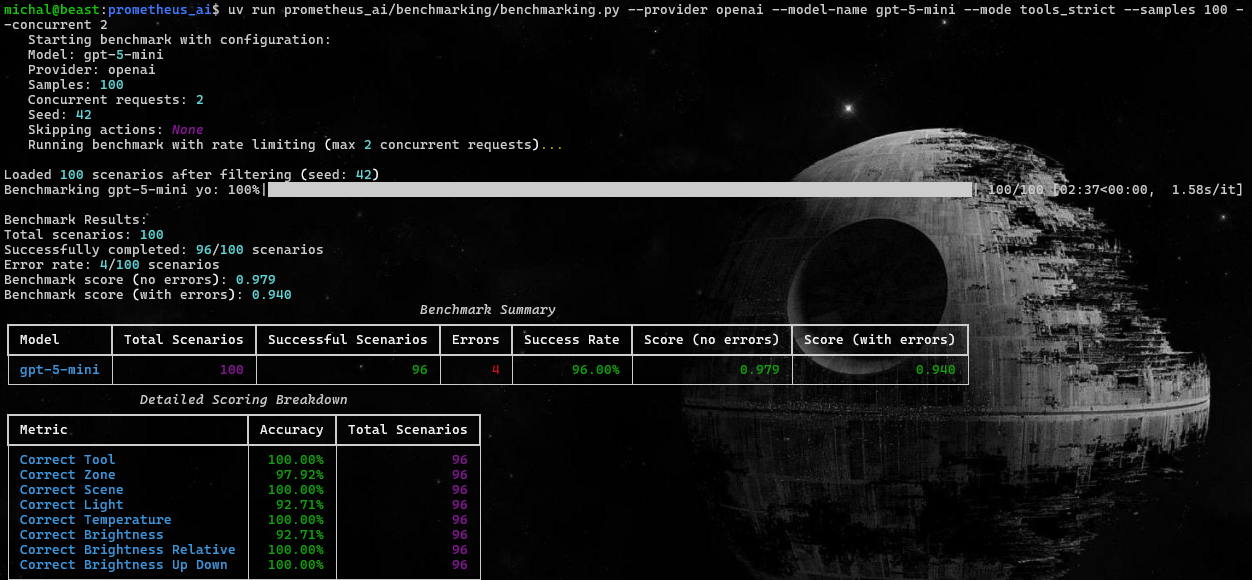 michal@beast:prometheus_ai$ uv run prometheus_ai/benchmarking/benchmarking.py --provider openai --model-name gpt-5-mini --mode tools_strict --samples 100 -
-concurrent 2
Starting benchmark with configuration:
Model: gpt-5-mini
Provider: openai
Samples: 100
Concurrent requests: 2
Seed: 42
Skipping actions: None
Running benchmark with rate limiting (max 2 concurrent requests)...
Loaded 100 scenarios after filtering (seed: 42)
Benchmarking gpt-5-mini yo: 100%| | 100/100 [02:37<00:00, 1.58s/it]
Benchmark Results:
Total scenarios: 100
Successfully completed: 96/100 scenarios
Error rate: 4/100 scenarios
Benchmark score (no errors): 0.979
Benchmark score (with errors): 0.940
Benchmark Summary
Model Total Scenarios Successful Scenarios Errors Success Rate Score (no errors) Score (with errors)
gpt-5-mini 100 96 4 96.00% 0.979 0.940
Detailed Scoring Breakdown
Metric Accuracy Total Scenarios
Correct Tool 100.00% 96
Correct Zone 97.92% 96
Correct Scene 100.00% 96
Correct Light 92.71% 96
Correct Temperature 100.00% 96
Correct Brightness 92.71% 96
Correct Brightness Relative 100.00% 96
Correct Brightness Up Down 100.00% 96